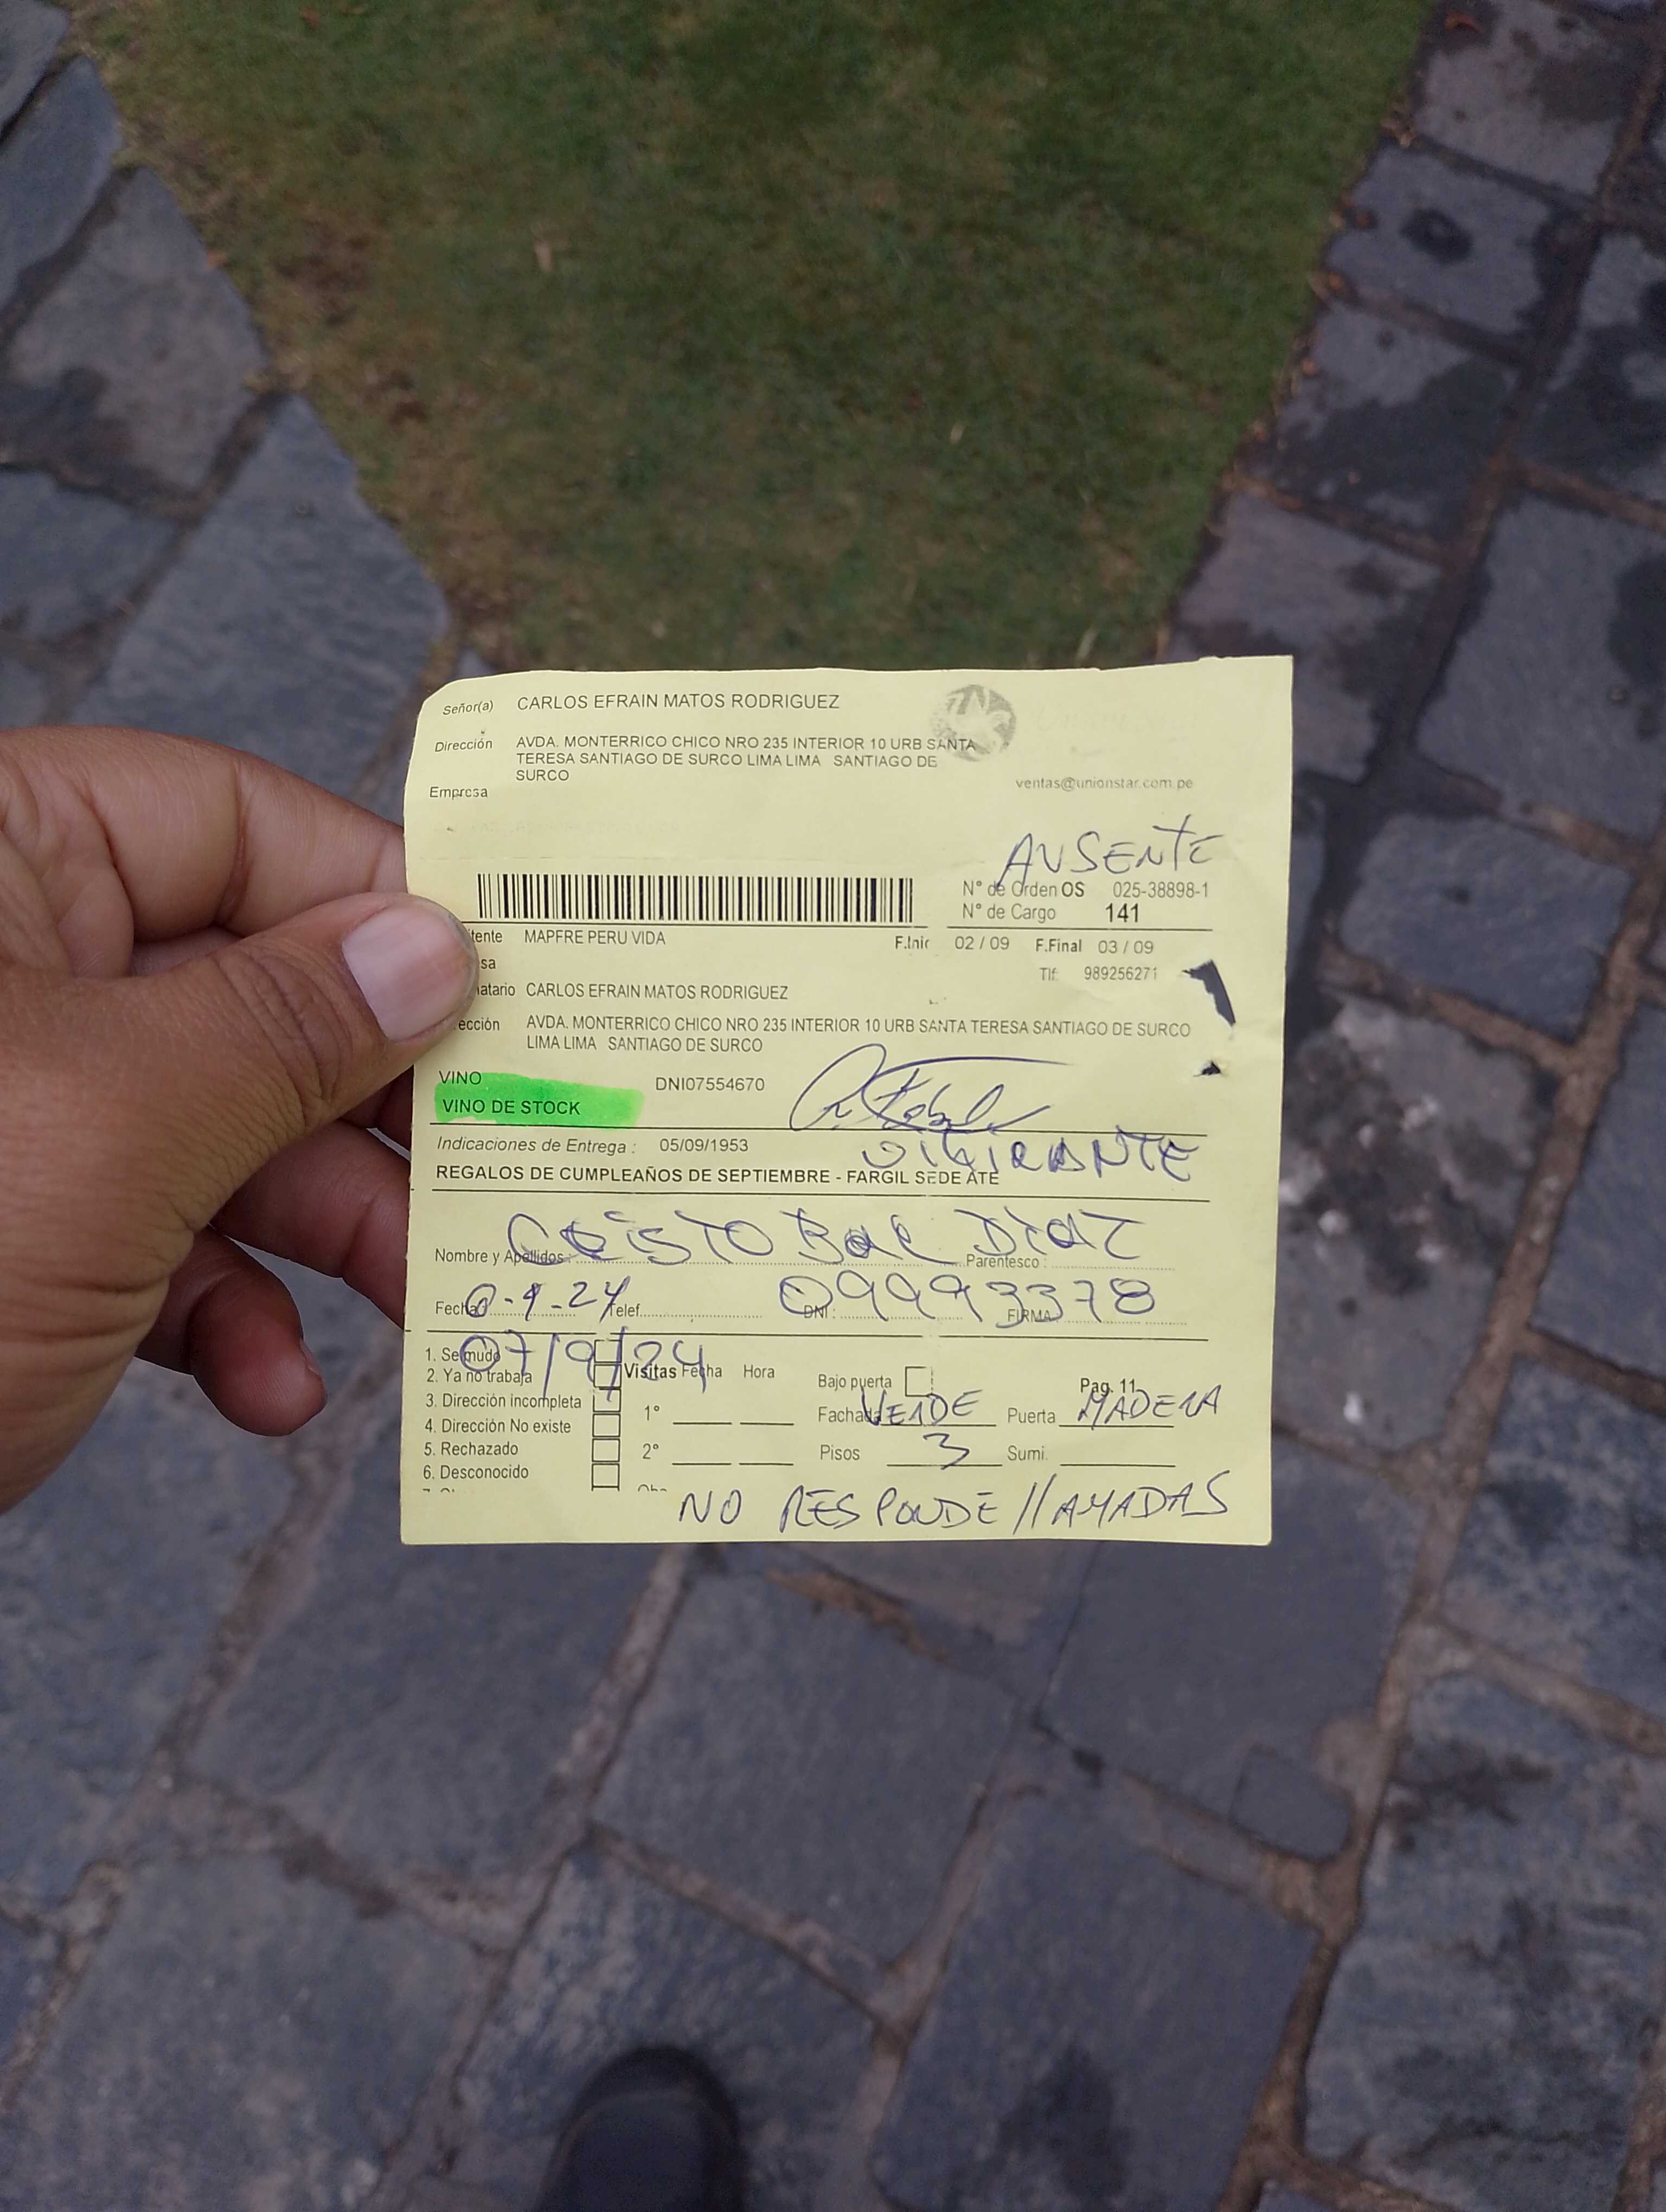 Señor(a) CARLOS EFRAIN MATOS RODRIGUEZ
Dirección AVDA. MONTERRICO CHICO NRO 235 INTERIOR 10 URB SANTA
TERESA SANTIAGO DE SURCO LIMA LIMA SANTIAGO DE
SURCO
Empresa
ventas@unionstar.com.pe
AUSENTE
N° de Orden OS 025-38898-1
N° de Cargo 141
itente MAPFRE PERU VIDA F.Inic 02 / 09 F.Final 03 / 09
sa
Tlf: 989256271
natario CARLOS EFRAIN MATOS RODRIGUEZ
ección AVDA. MONTERRICO CHICO NRO 235 INTERIOR 10 URB SANTA TERESA SANTIAGO DE SURCO
LIMA LIMA SANTIAGO DE SURCO
VINO DNI07554670
VINO DE STOCK
Indicaciones de Entrega : 05/09/1953
VIGILANTE
REGALOS DE CUMPLEAÑOS DE SEPTIEMBRE - FARGIL SEDE ATE
CRISTOBAL DIAZ
Nombre y Apellidos: Parentesco :
Fecha Telef. DNI : 09993378 FIRMA
07/9/24
1. Se mudo
2. Ya no trabaja Visitas Fecha Hora Bajo puerta Pag. 11
3. Dirección incompleta 1° Fachada VERDE Puerta MADERA
4. Dirección No existe
5. Rechazado 2° Pisos 3 Sumi.
6. Desconocido
NO RESPONDE LLAMADAS